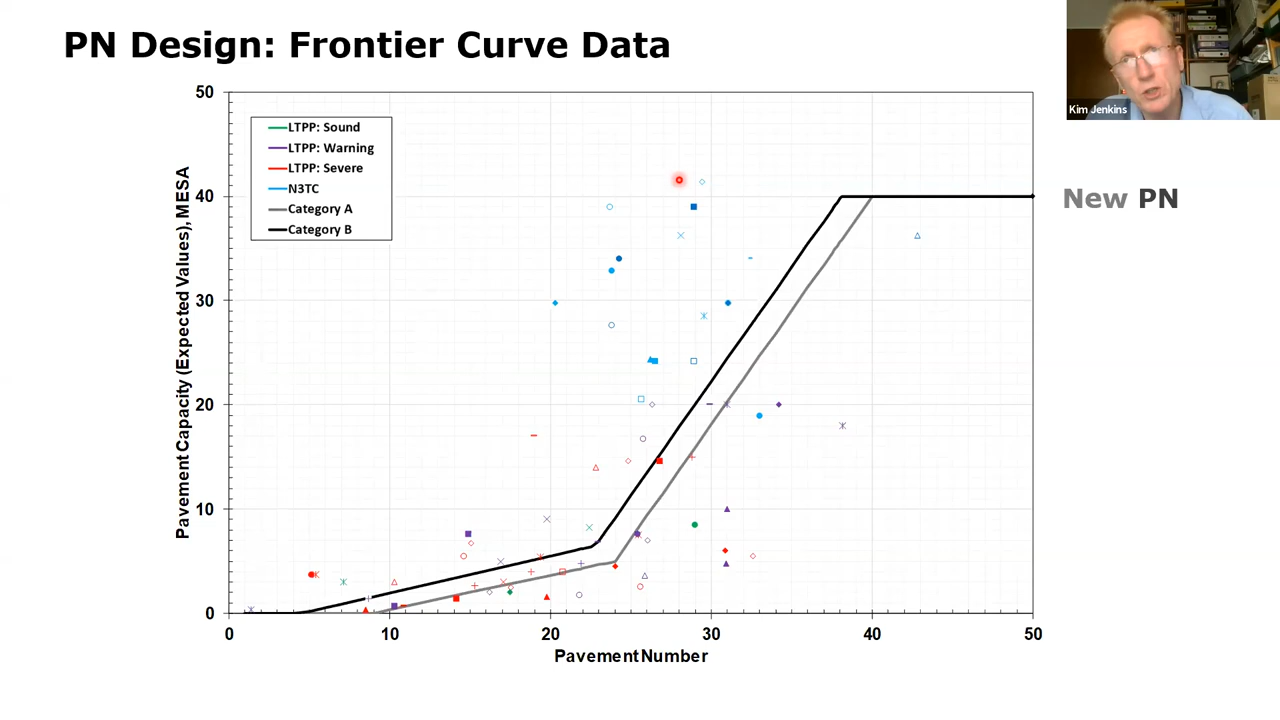 PN Design: Frontier Curve Data
Kim Jenkins
50
40
30
20
10
0
Pavement Capacity (Expected Values), MESA
LTPP: Sound
LTPP: Warning
LTPP: Severe
N3TC
Category A
Category B
New PN
0 10 20 30 40 50
Pavement Number